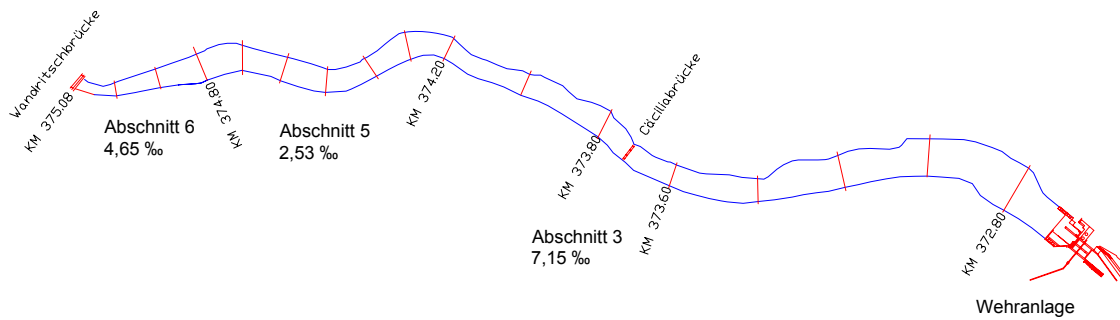 Wandritschbrücke
KM 375.08
Abschnitt 6
4,65 ‰
KM 374.80
Abschnitt 5
2,53 ‰
KM 374.20
KM 373.80
Cäciliabrücke
Abschnitt 3
7,15 ‰
KM 373.60
KM 372.80
Wehranlage